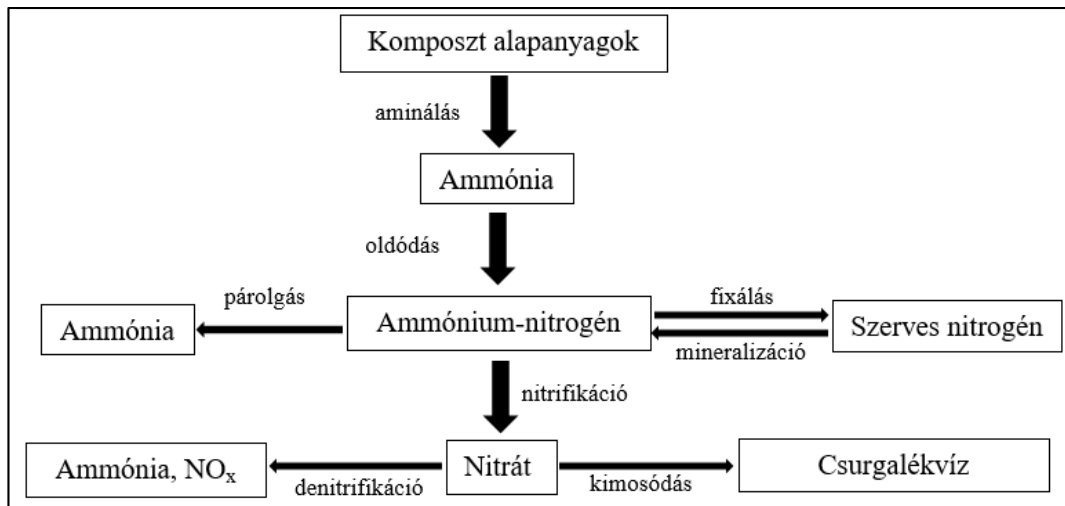 Komposzt alapanyagok
aminálás
Ammónia
oldódás
párolgás
fixálás
Ammónia
Ammónium-nitrogén
Szerves nitrogén
mineralizáció
nitrifikáció
Ammónia, NOx
denitrifikáció
Nitrát
kimosódás
Csurgalékvíz